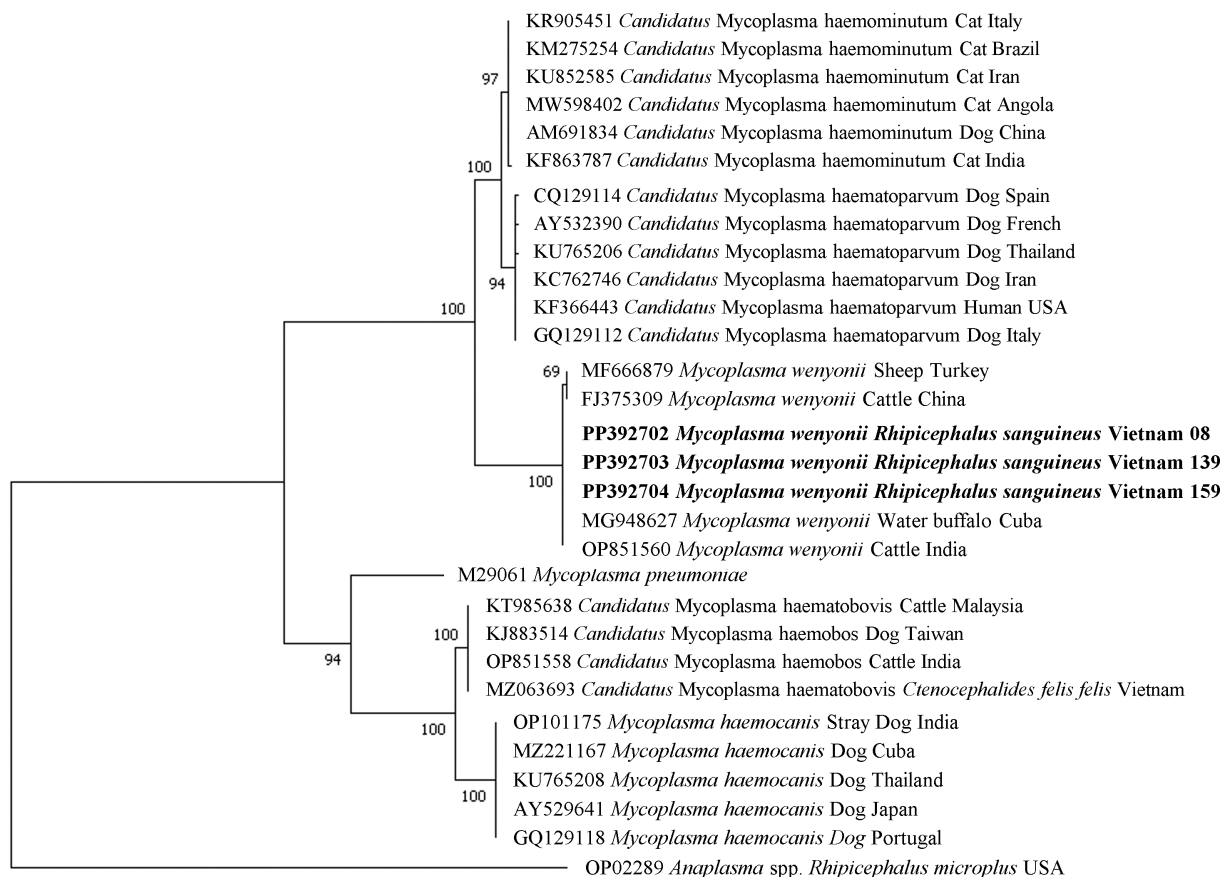 KR905451 Candidatus Mycoplasma haemominutum Cat Italy
KM275254 Candidatus Mycoplasma haemominutum Cat Brazil
97
KU852585 Candidatus Mycoplasma haemominutum Cat Iran
MW598402 Candidatus Mycoplasma haemominutum Cat Angola
AM691834 Candidatus Mycoplasma haemominutum Dog China
KF863787 Candidatus Mycoplasma haemominutum Cat India
100
CQ129114 Candidatus Mycoplasma haematoparvum Dog Spain
AY532390 Candidatus Mycoplasma haematoparvum Dog French
KU765206 Candidatus Mycoplasma haematoparvum Dog Thailand
94
KC762746 Candidatus Mycoplasma haematoparvum Dog Iran
100
KF366443 Candidatus Mycoplasma haematoparvum Human USA
GQ129112 Candidatus Mycoplasma haematoparvum Dog Italy
69
MF666879 Mycoplasma wenyonii Sheep Turkey
FJ375309 Mycoplasma wenyonii Cattle China
PP392702 Mycoplasma wenyonii Rhipicephalus sanguineus Vietnam 08
PP392703 Mycoplasma wenyonii Rhipicephalus sanguineus Vietnam 139
100
PP392704 Mycoplasma wenyonii Rhipicephalus sanguineus Vietnam 159
MG948627 Mycoplasma wenyonii Water buffalo Cuba
OP851560 Mycoplasma wenyonii Cattle India
M29061 Mycoplasma pneumoniae
KT985638 Candidatus Mycoplasma haematobovis Cattle Malaysia
100
KJ883514 Candidatus Mycoplasma haemobos Dog Taiwan
94
OP851558 Candidatus Mycoplasma haemobos Cattle India
MZ063693 Candidatus Mycoplasma haematobovis Ctenocephalides felis felis Vietnam
100
OP101175 Mycoplasma haemocanis Stray Dog India
MZ221167 Mycoplasma haemocanis Dog Cuba
KU765208 Mycoplasma haemocanis Dog Thailand
100
AY529641 Mycoplasma haemocanis Dog Japan
GQ129118 Mycoplasma haemocanis Dog Portugal
OP02289 Anaplasma spp. Rhipicephalus microplus USA